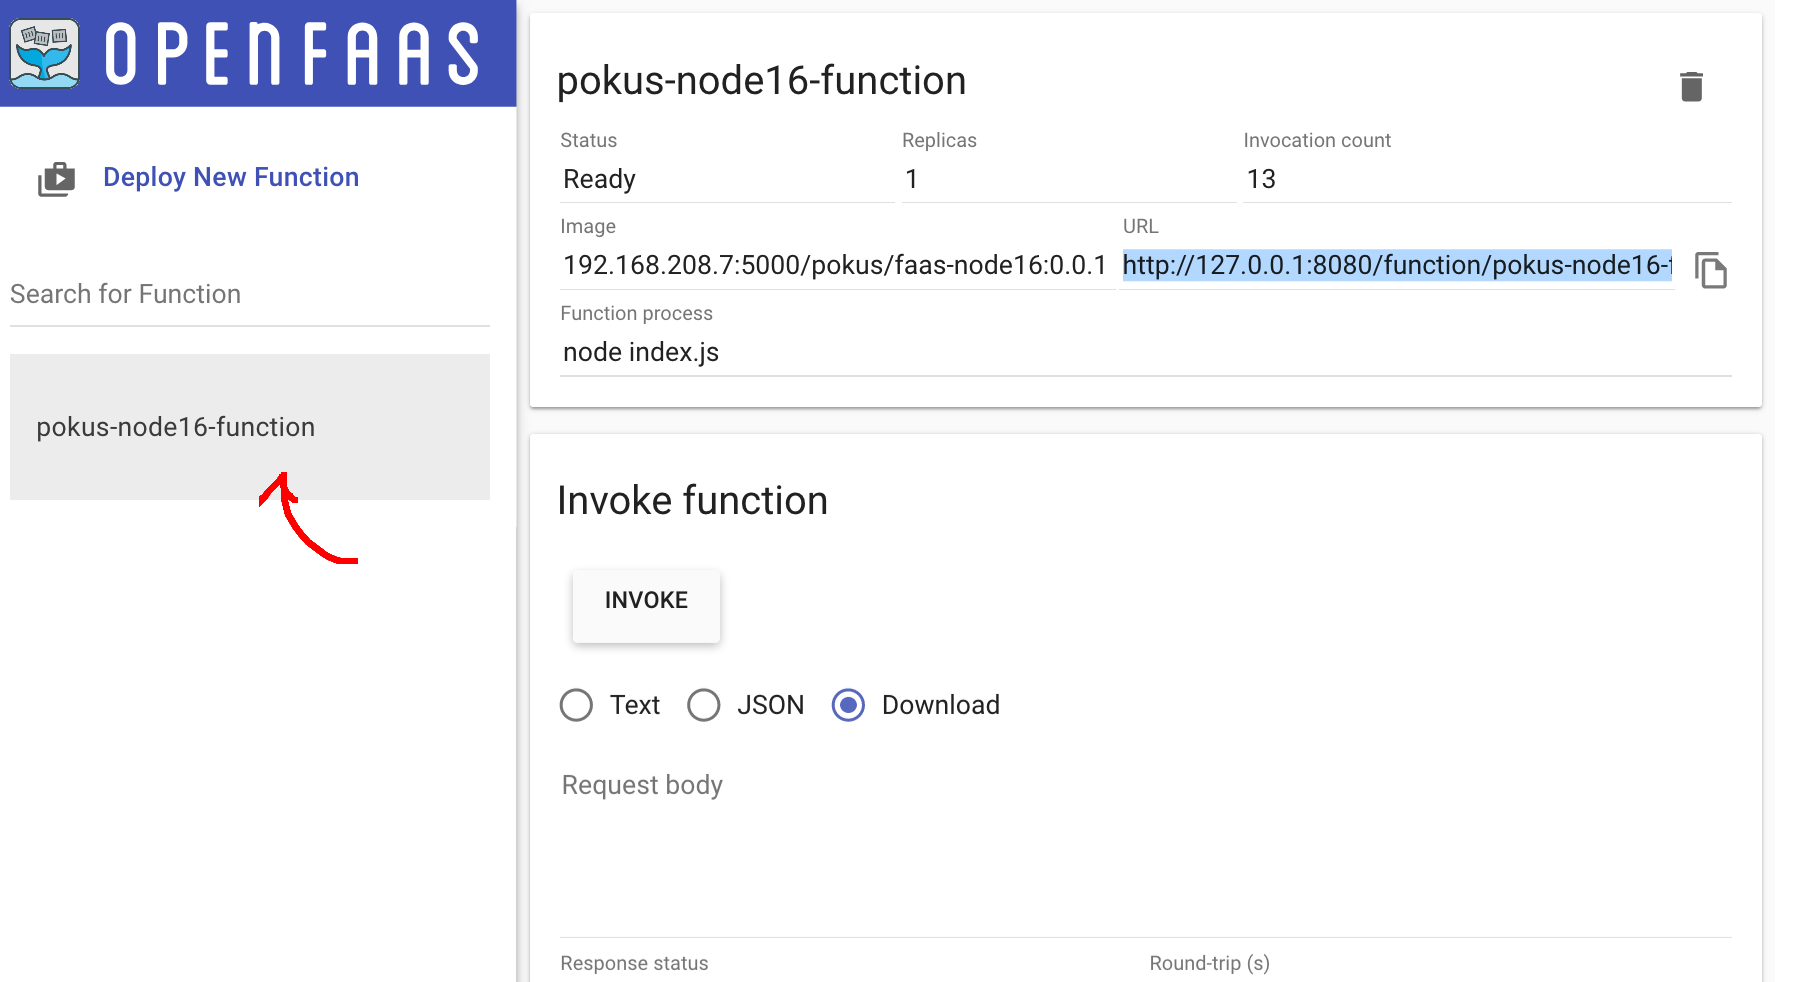 OPENFAAS
Deploy New Function
Search for Function
pokus-node16-function
pokus-node16-function
Status
Replicas
Invocation count
Ready
1
13
Image
URL
192.168.208.7:5000/pokus/faas-node16:0.0.1
http://127.0.0.1:8080/function/pokus-node16-f
Function process
node index.js
Invoke function
INVOKE
Text
JSON
Download
Request body
Response status
Round-trip (s)